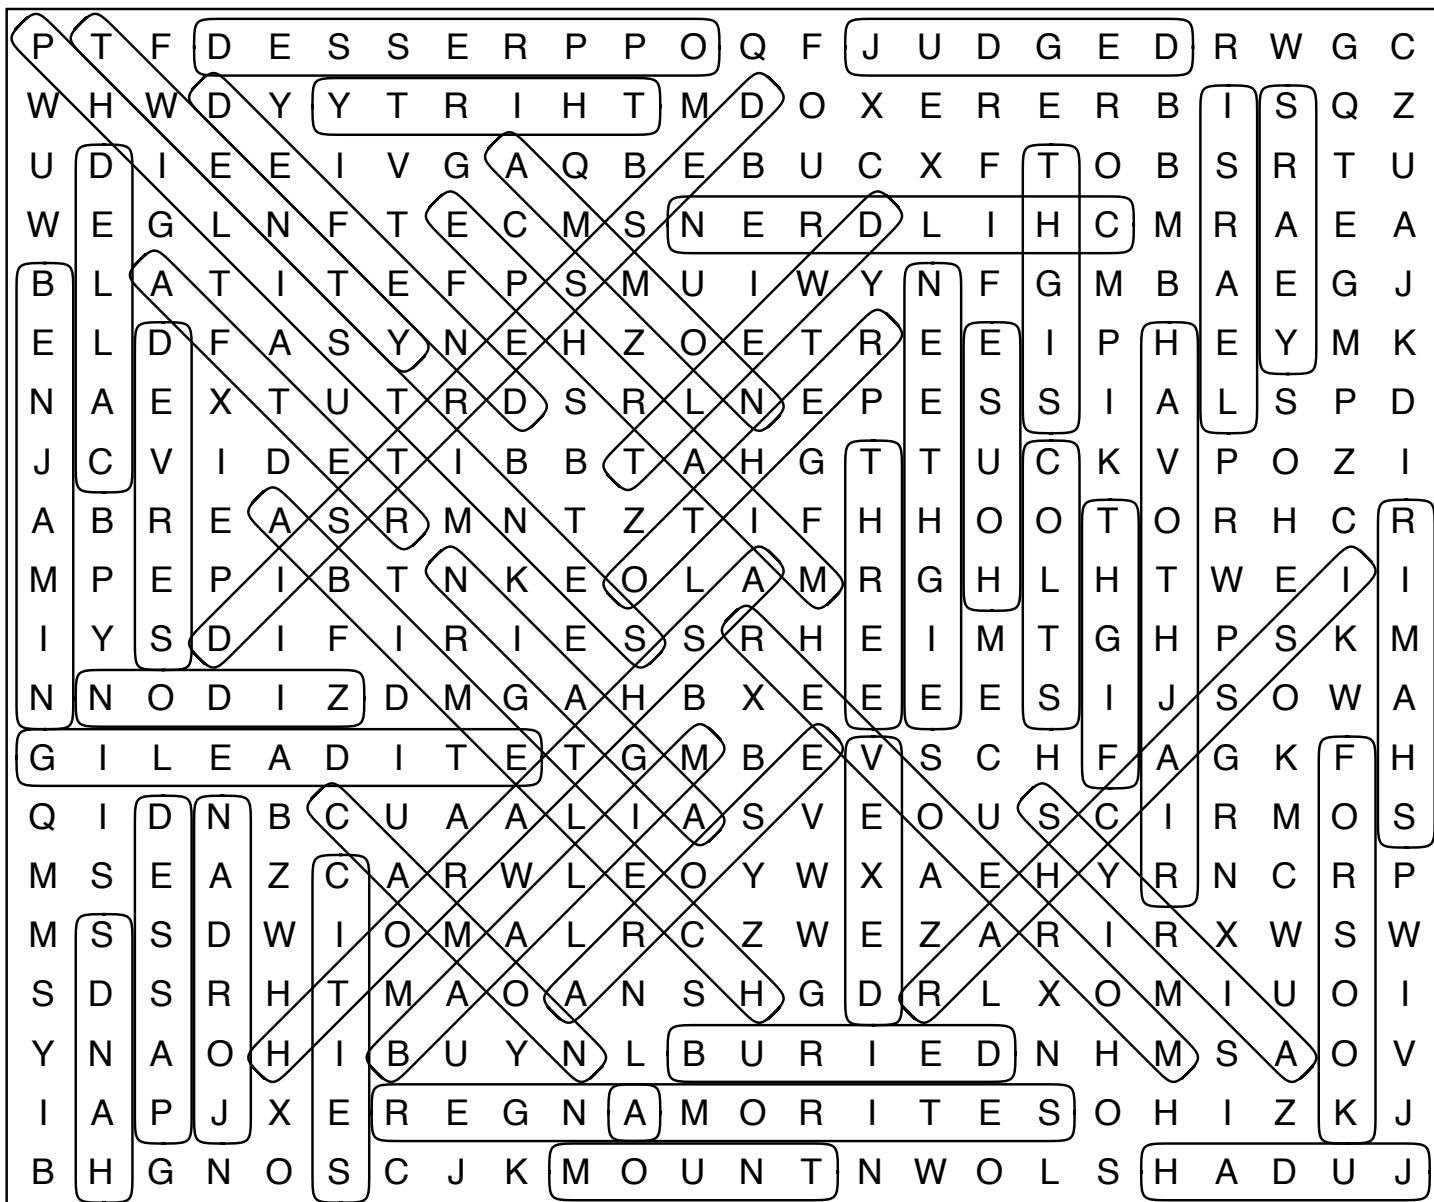 P T F D E S S E R P P O Q F J U D G E D R W G C
W H W D Y Y T R I H T M D O X E R E R B I S Q Z
U D I E E I V G A Q B E B U C X F T O B S R T U
W E G L N F T E C M S N E R D L I H C M R A E A
B L A T I T E F P S M U I W Y N F G M B A E G J
E L D F A S Y N E H Z O E T R E E I P H E Y M K
N A E X T U T R D S R L N E P E S S I A L S P D
J C V I D E T I B B T A H G T T U C K V P O Z I
A B R E A S R M N T Z T I F H H O O T O R H C R
M P E P I B T N K E O L A M R G H L H T W E I I
I Y S D I F I R I E S S R H E I M T G H P S K M
N N O D I Z D M G A H B X E E E E S I J S O W A
G I L E A D I T E T G M B E V S C H F A G K F H
Q I D N B C U A A L I A S V E O U S C I R M O S
M S E A Z C A R W L E O Y W X A E H Y R N C R P
M S S D W I O M A L R C Z W E Z A R I R X W S W
S D S R H T M A O A N S H G D R L X O M I U O I
Y N A O H I B U Y N L B U R I E D N H M S A O V
I A P J X E R E G N A M O R I T E S O H I Z K J
B H G N O S C J K M O U N T N W O L S H A D U J